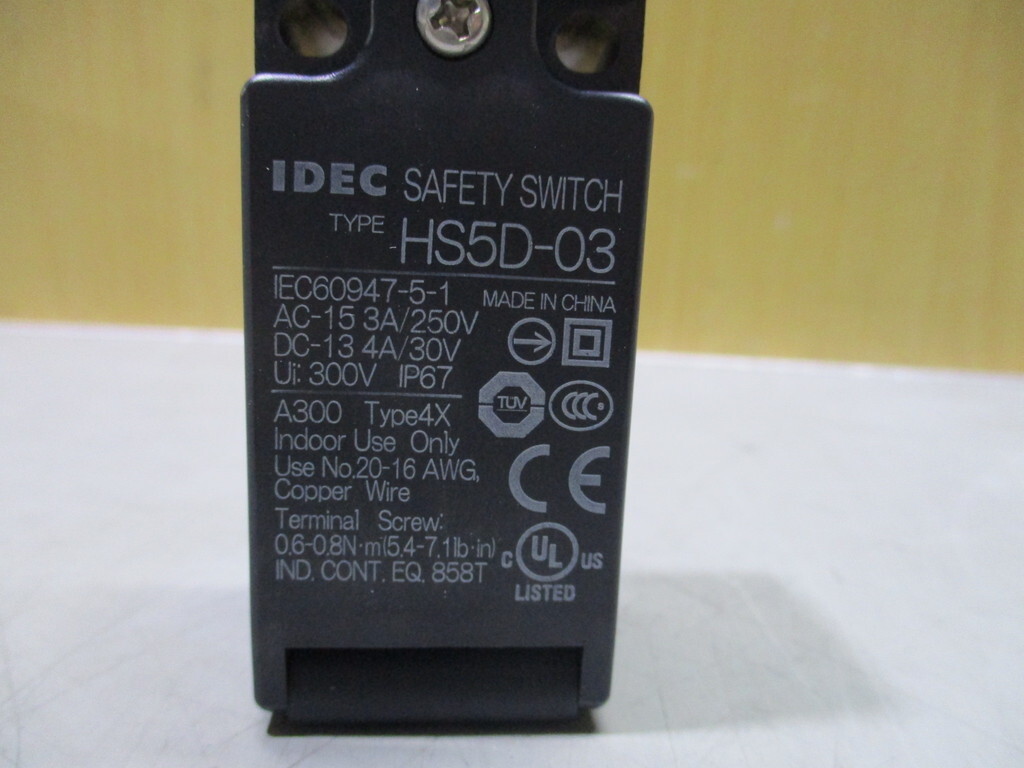 IDEC SAFETY SWITCH
TYPE HS5D-03
IEC60947-5-1
MADE IN CHINA
AC-15 3A/250V
DC-13 4A/30V
Ui: 300V IP67
TÜV
CCC
A300 Type4X
Indoor Use Only
Use No.20-16 AWG,
Copper Wire
CE
Terminal Screw:
0.6-0.8N·m(5.4-7.1lb·in)
IND. CONT. EQ. 858T
C UL US
LISTED